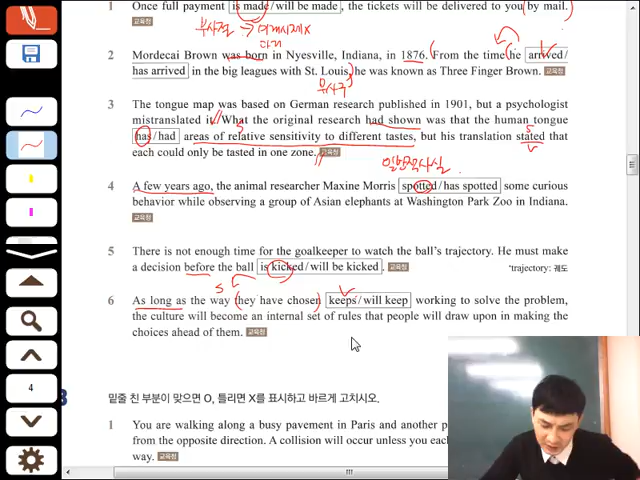 1 Once full payment is made/will be made, the tickets will be delivered to you by mail.
부사절 → 미래시제X
2 Mordecai Brown was born in Nyesville, Indiana, in 1876. From the time he arrived/
has arrived in the big leagues with St. Louis, he was known as Three Finger Brown. 교육청
부사구
3 The tongue map was based on German research published in 1901, but a psychologist
mistranslated it. What the original research had shown was that the human tongue
has/had areas of relative sensitivity to different tastes, but his translation stated that
each could only be tasted in one zone. 교육청
4 A few years ago, the animal researcher Maxine Morris spotted/has spotted some curious
behavior while observing a group of Asian elephants at Washington Park Zoo in Indiana.
교육청
5 There is not enough time for the goalkeeper to watch the ball's trajectory. He must make
a decision before the ball is kicked/will be kicked. 교육청 *trajectory: 궤도
S
6 As long as the way they have chosen keeps/will keep working to solve the problem,
the culture will become an internal set of rules that people will draw upon in making the
choices ahead of them. 교육청
밑줄 친 부분이 맞으면 O, 틀리면 X를 표시하고 바르게 고치시오.
1 You are walking along a busy pavement in Paris and another p
from the opposite direction. A collision will occur unless you eac
way. 교육청
4